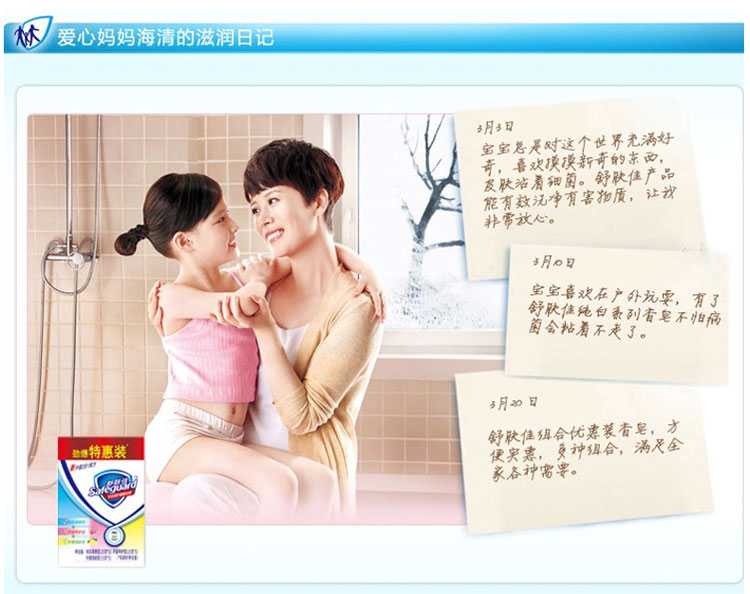 爱心妈妈海清的滋润日记
3月3日
宝宝总是对这个世界充满好
奇，喜欢摸摸新奇的东西，
皮肤沾着细菌。舒肤佳产品
能有效洗净有害物质，让我
非常放心。
3月10日
宝宝喜欢在户外玩耍，有了
舒肤佳纯白系列香皂不怕病
菌会粘着不走了。
3月20日
舒肤佳组合优惠装香皂，方
便实惠，多种组合，满足全
家各种需要。
劲爆特惠装
舒肤佳
Safeguard